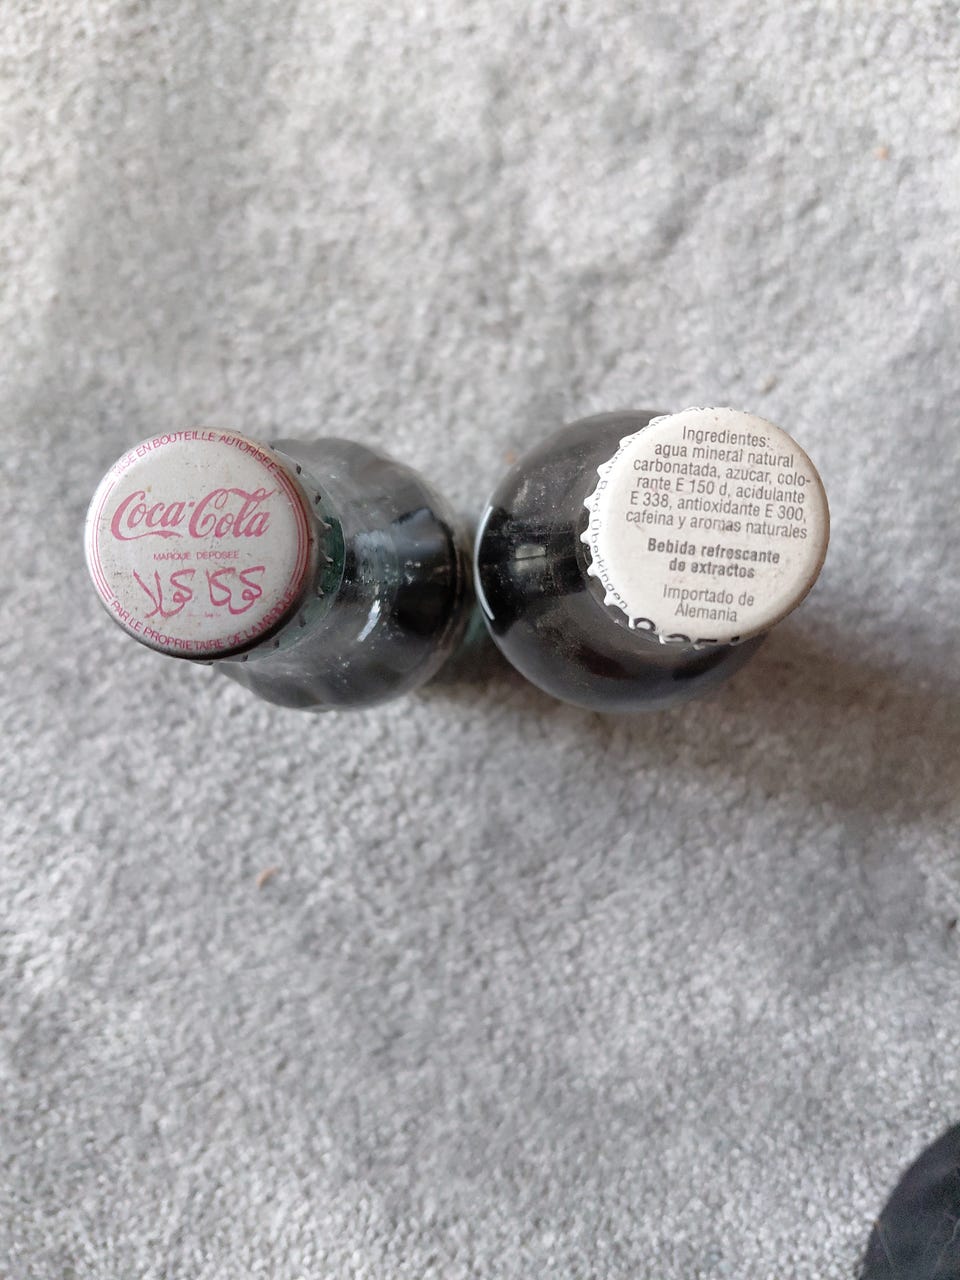 MISE EN BOUTEILLE AUTORISEE
Coca-Cola
MARQUE DEPOSEE
كوكا كولا
PAR LE PROPRIETAIRE DE LA MARQUE
Ingredientes:
agua mineral natural
carbonatada, azucar, colo-
rante E 150 d, acidulante
E 338, antioxidante E 300,
cafeina y aromas naturales
Bebida refrescante
de extractos
Importado de
Alemania
Bad Überkingen